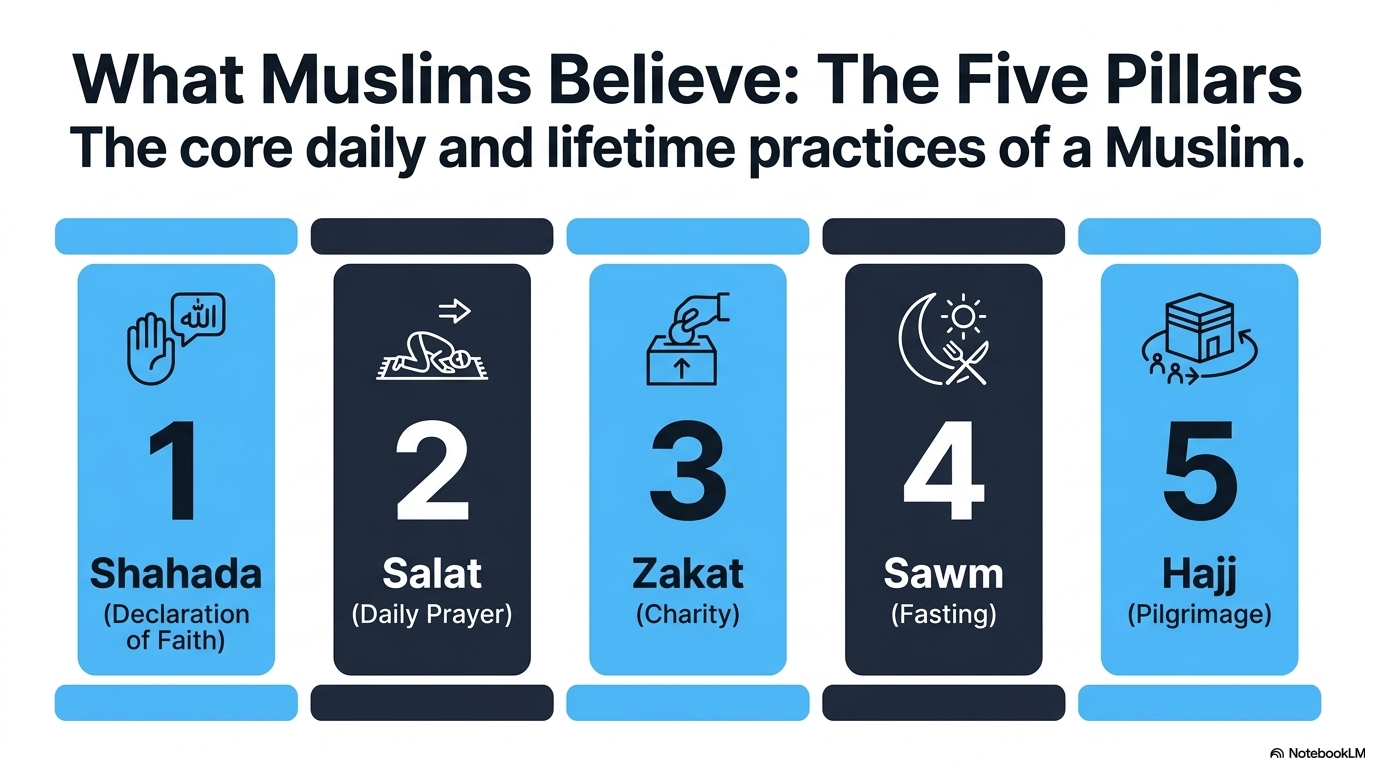 What Muslims Believe: The Five Pillars
The core daily and lifetime practices of a Muslim.
الله
1
Shahada
(Declaration
of Faith)
2
Salat
(Daily Prayer)
3
Zakat
(Charity)
4
Sawm
(Fasting)
5
Hajj
(Pilgrimage)
NotebookLM